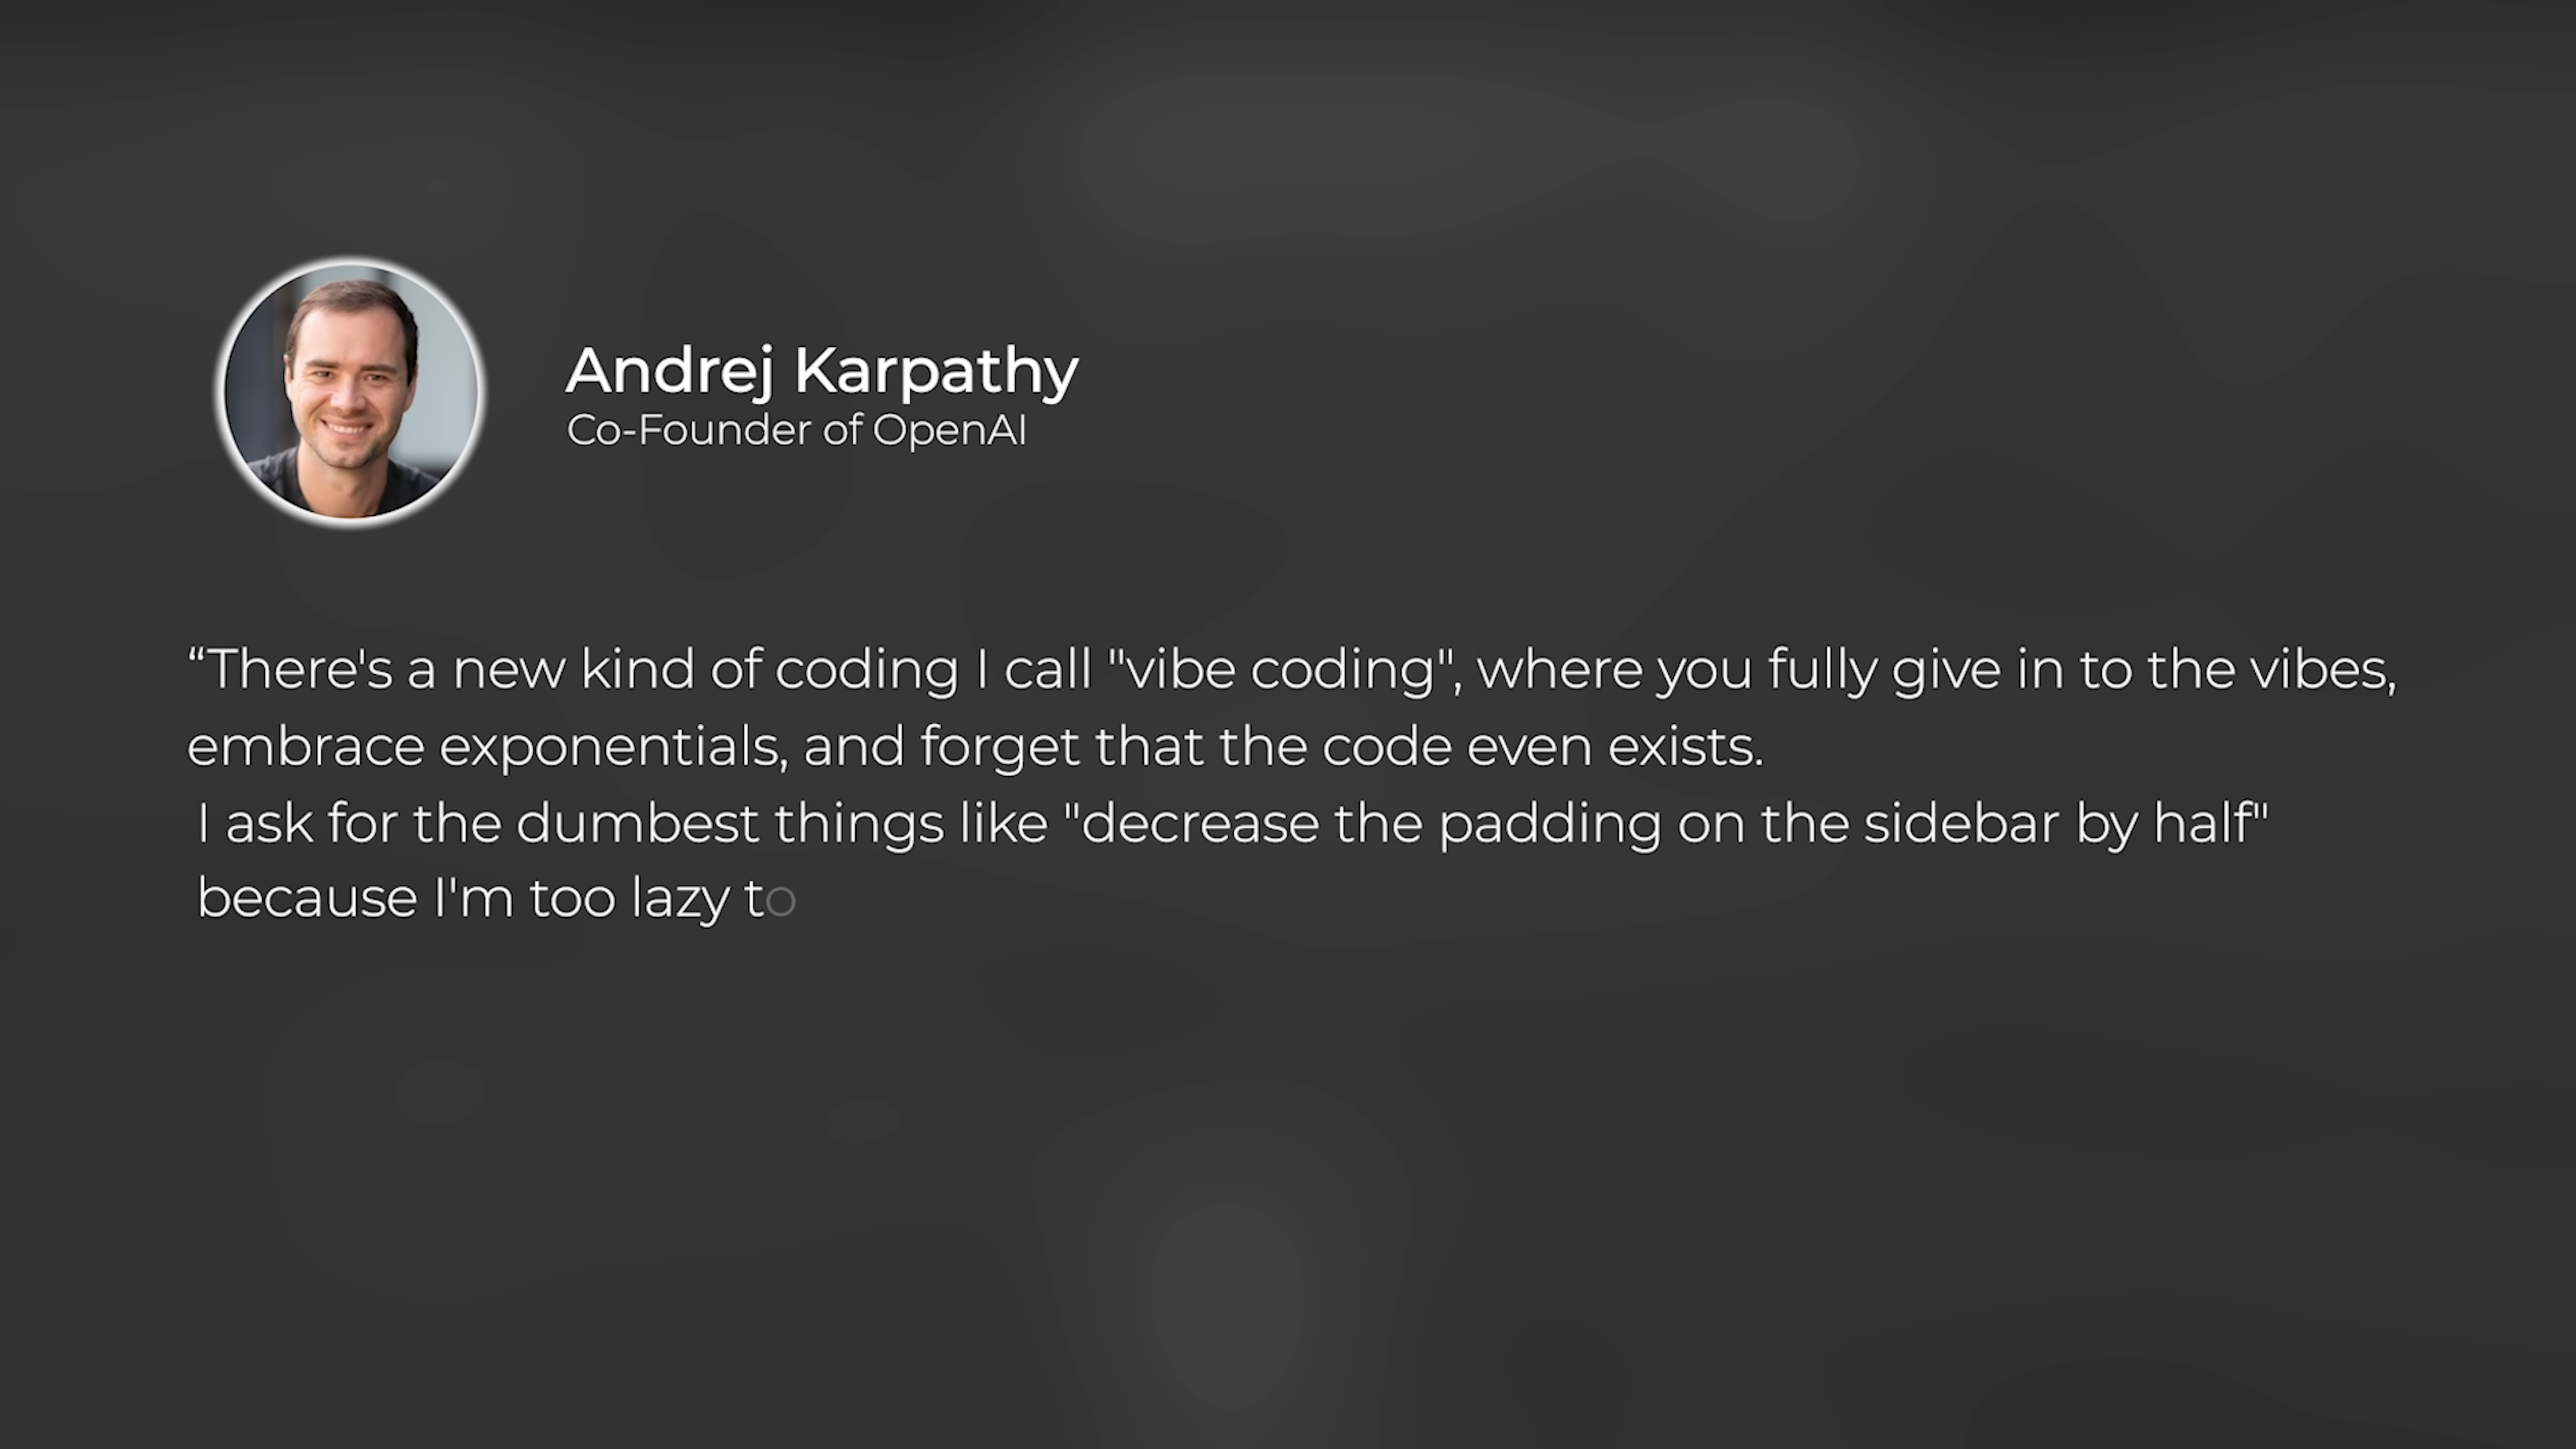 Andrej Karpathy
Co-Founder of OpenAI
“There's a new kind of coding I call "vibe coding", where you fully give in to the vibes,
embrace exponentials, and forget that the code even exists.
I ask for the dumbest things like "decrease the padding on the sidebar by half"
because I'm too lazy to